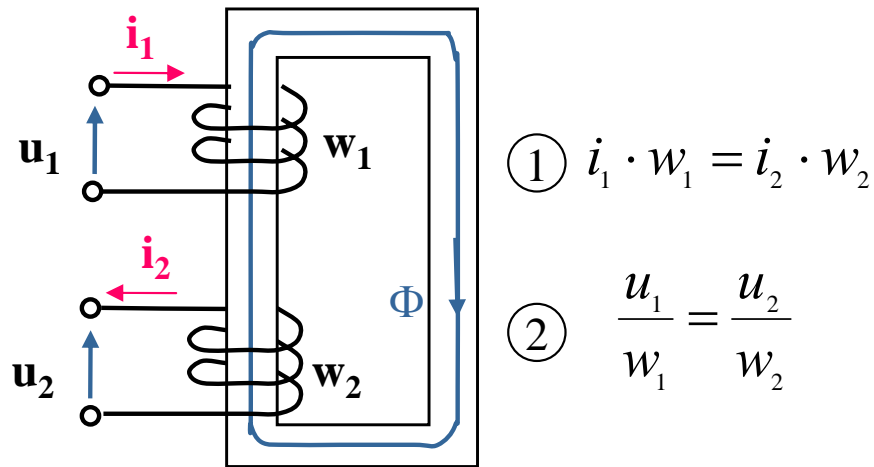 i₁
u₁
w₁
i₂
Φ
u₂
w₂
① i₁ · w₁ = i₂ · w₂
② u₁/w₁ = u₂/w₂